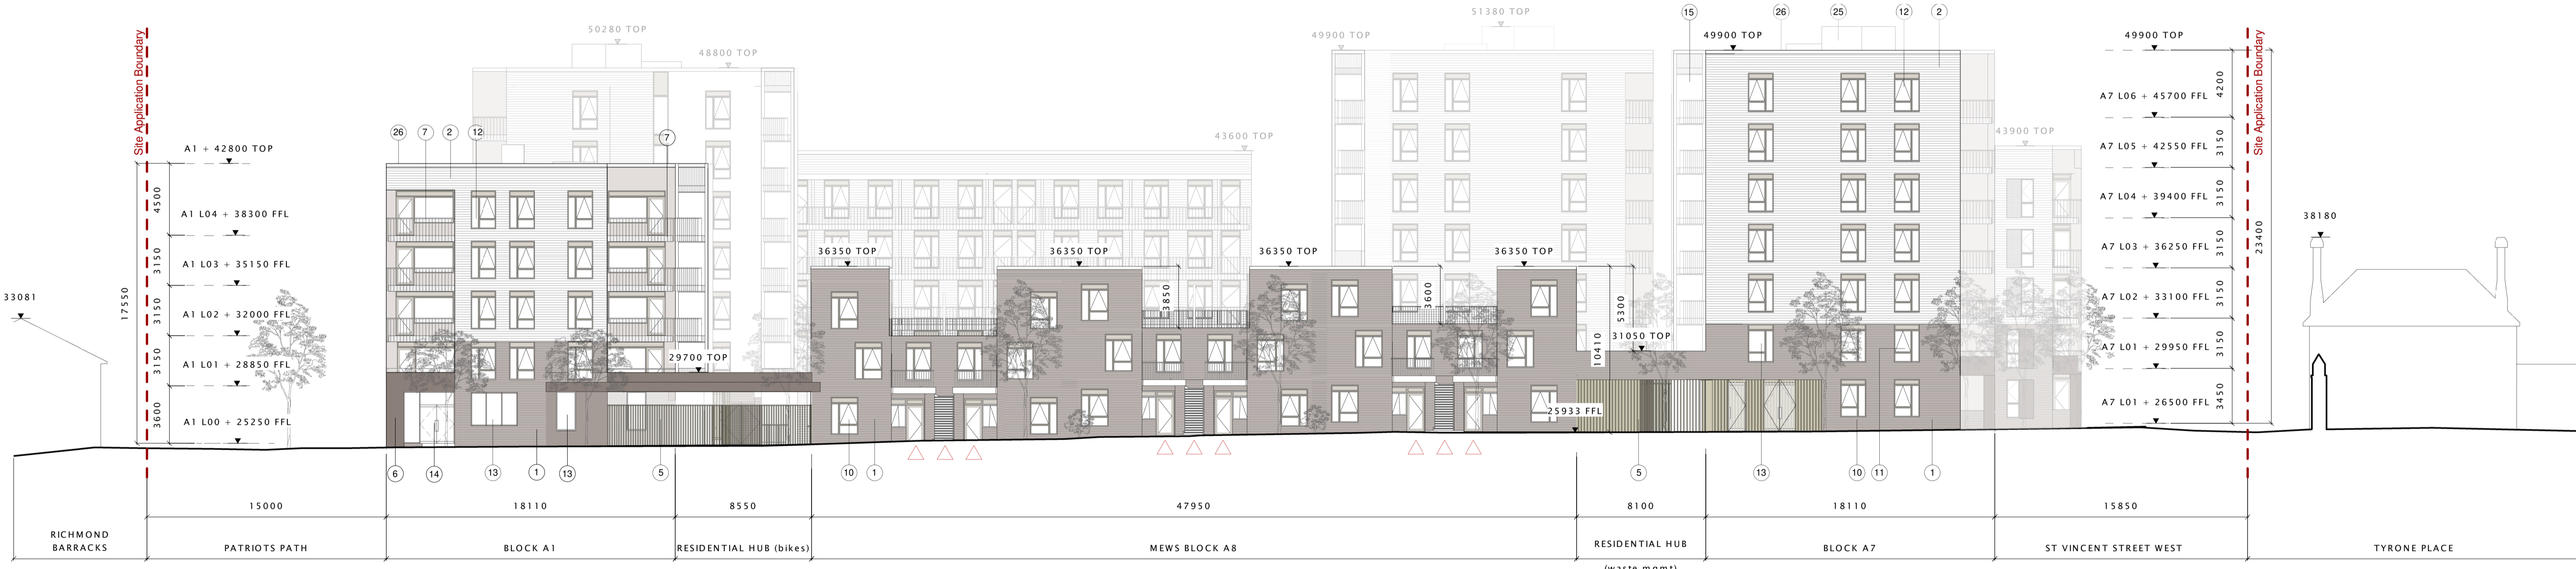 51380 TOP
15
26
25
12
2
50280 TOP
49900 TOP
49900 TOP
49900 TOP
48800 TOP
Site Application Boundary
Site Application Boundary
4200
A7 L06 + 45700 FFL
26
7
2
12
7
43600 TOP
43900 TOP
A1 + 42800 TOP
3150
A7 L05 + 42550 FFL
4500
3150
A7 L04 + 39400 FFL
A1 L04 + 38300 FFL
38180
3150
A7 L03 + 36250 FFL
23400
36350 TOP
36350 TOP
36350 TOP
36350 TOP
3150
A1 L03 + 35150 FFL
33081
17550
3850
3600
5300
3150
A7 L02 + 33100 FFL
3150
A1 L02 + 32000 FFL
31050 TOP
10410
3150
A7 L01 + 29950 FFL
29700 TOP
3150
A1 L01 + 28850 FFL
3450
A7 L01 + 26500 FFL
25933 FFL
3600
A1 L00 + 25250 FFL
6
14
13
1
13
5
10
1
5
13
10
11
1
15000
18110
8550
47950
8100
18110
15850
RICHMOND
BARRACKS
PATRIOTS PATH
BLOCK A1
RESIDENTIAL HUB (bikes)
MEWS BLOCK A8
RESIDENTIAL HUB
(waste mgmt)
BLOCK A7
ST VINCENT STREET WEST
TYRONE PLACE